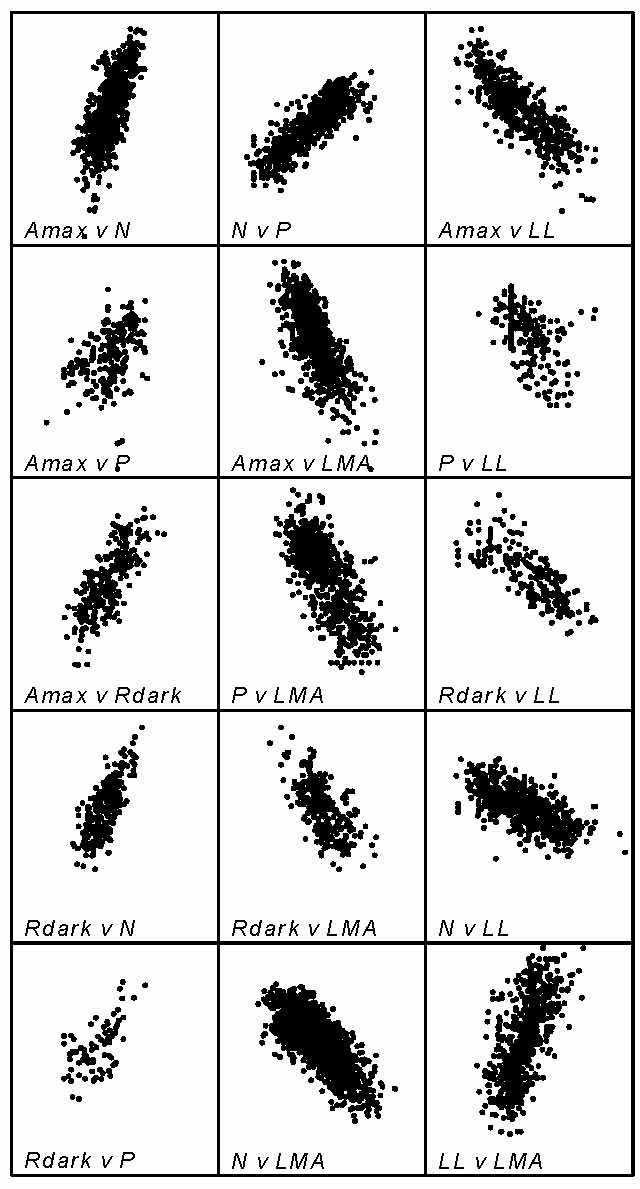 Amax v N
N v P
Amax v LL
Amax v P
Amax v LMA
P v LL
Amax v Rdark
P v LMA
Rdark v LL
Rdark v N
Rdark v LMA
N v LL
Rdark v P
N v LMA
LL v LMA